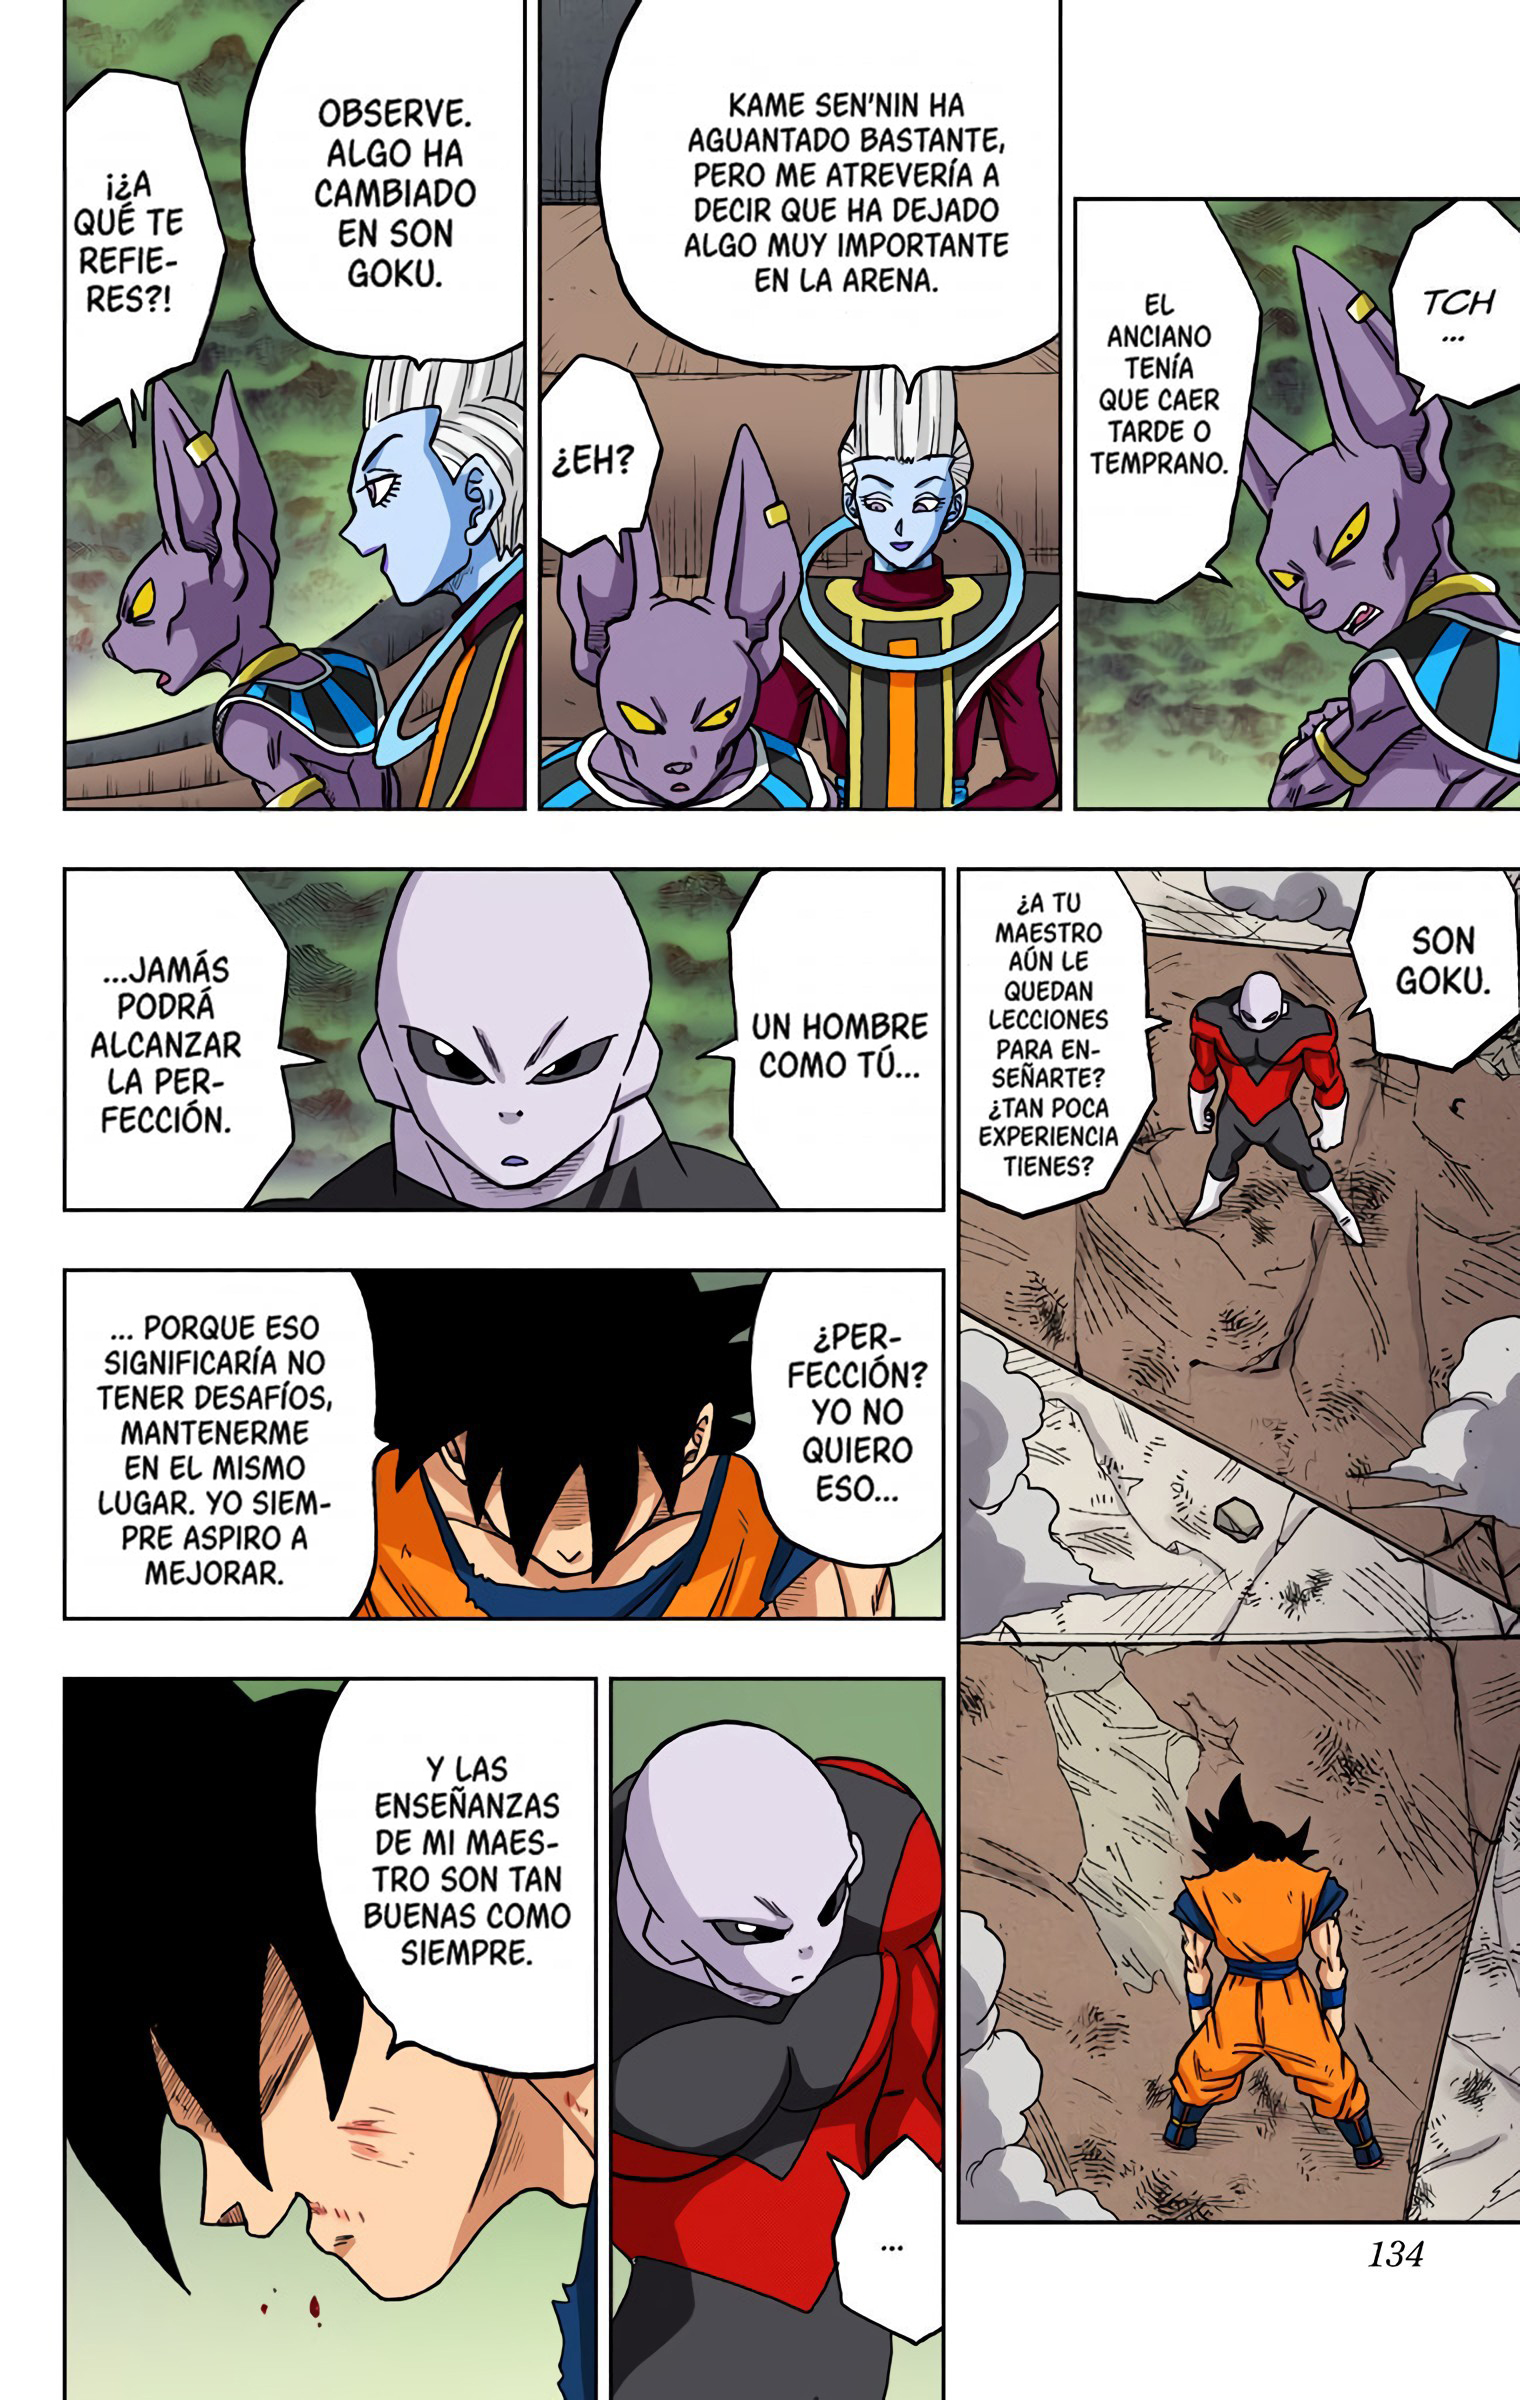 TCH
...
EL
ANCIANO
TENÍA
QUE CAER
TARDE O
TEMPRANO.
KAME SEN'NIN HA
AGUANTADO BASTANTE,
PERO ME ATREVERÍA A
DECIR QUE HA DEJADO
ALGO MUY IMPORTANTE
EN LA ARENA.
¿EH?
OBSERVE.
ALGO HA
CAMBIADO
EN SON
GOKU.
¡¿A
QUÉ TE
REFIE-
RES?!
SON
GOKU.
¿A TU
MAESTRO
AÚN LE
QUEDAN
LECCIONES
PARA EN-
SEÑARTE?
¿TAN POCA
EXPERIENCIA
TIENES?
UN HOMBRE
COMO TÚ...
...JAMÁS
PODRÁ
ALCANZAR
LA PER-
FECCIÓN.
¿PER-
FECCIÓN?
YO NO
QUIERO
ESO...
... PORQUE ESO
SIGNIFICARÍA NO
TENER DESAFÍOS,
MANTENERME
EN EL MISMO
LUGAR. YO SIEM-
PRE ASPIRO A
MEJORAR.
...
Y LAS
ENSEÑANZAS
DE MI MAES-
TRO SON TAN
BUENAS COMO
SIEMPRE.
134